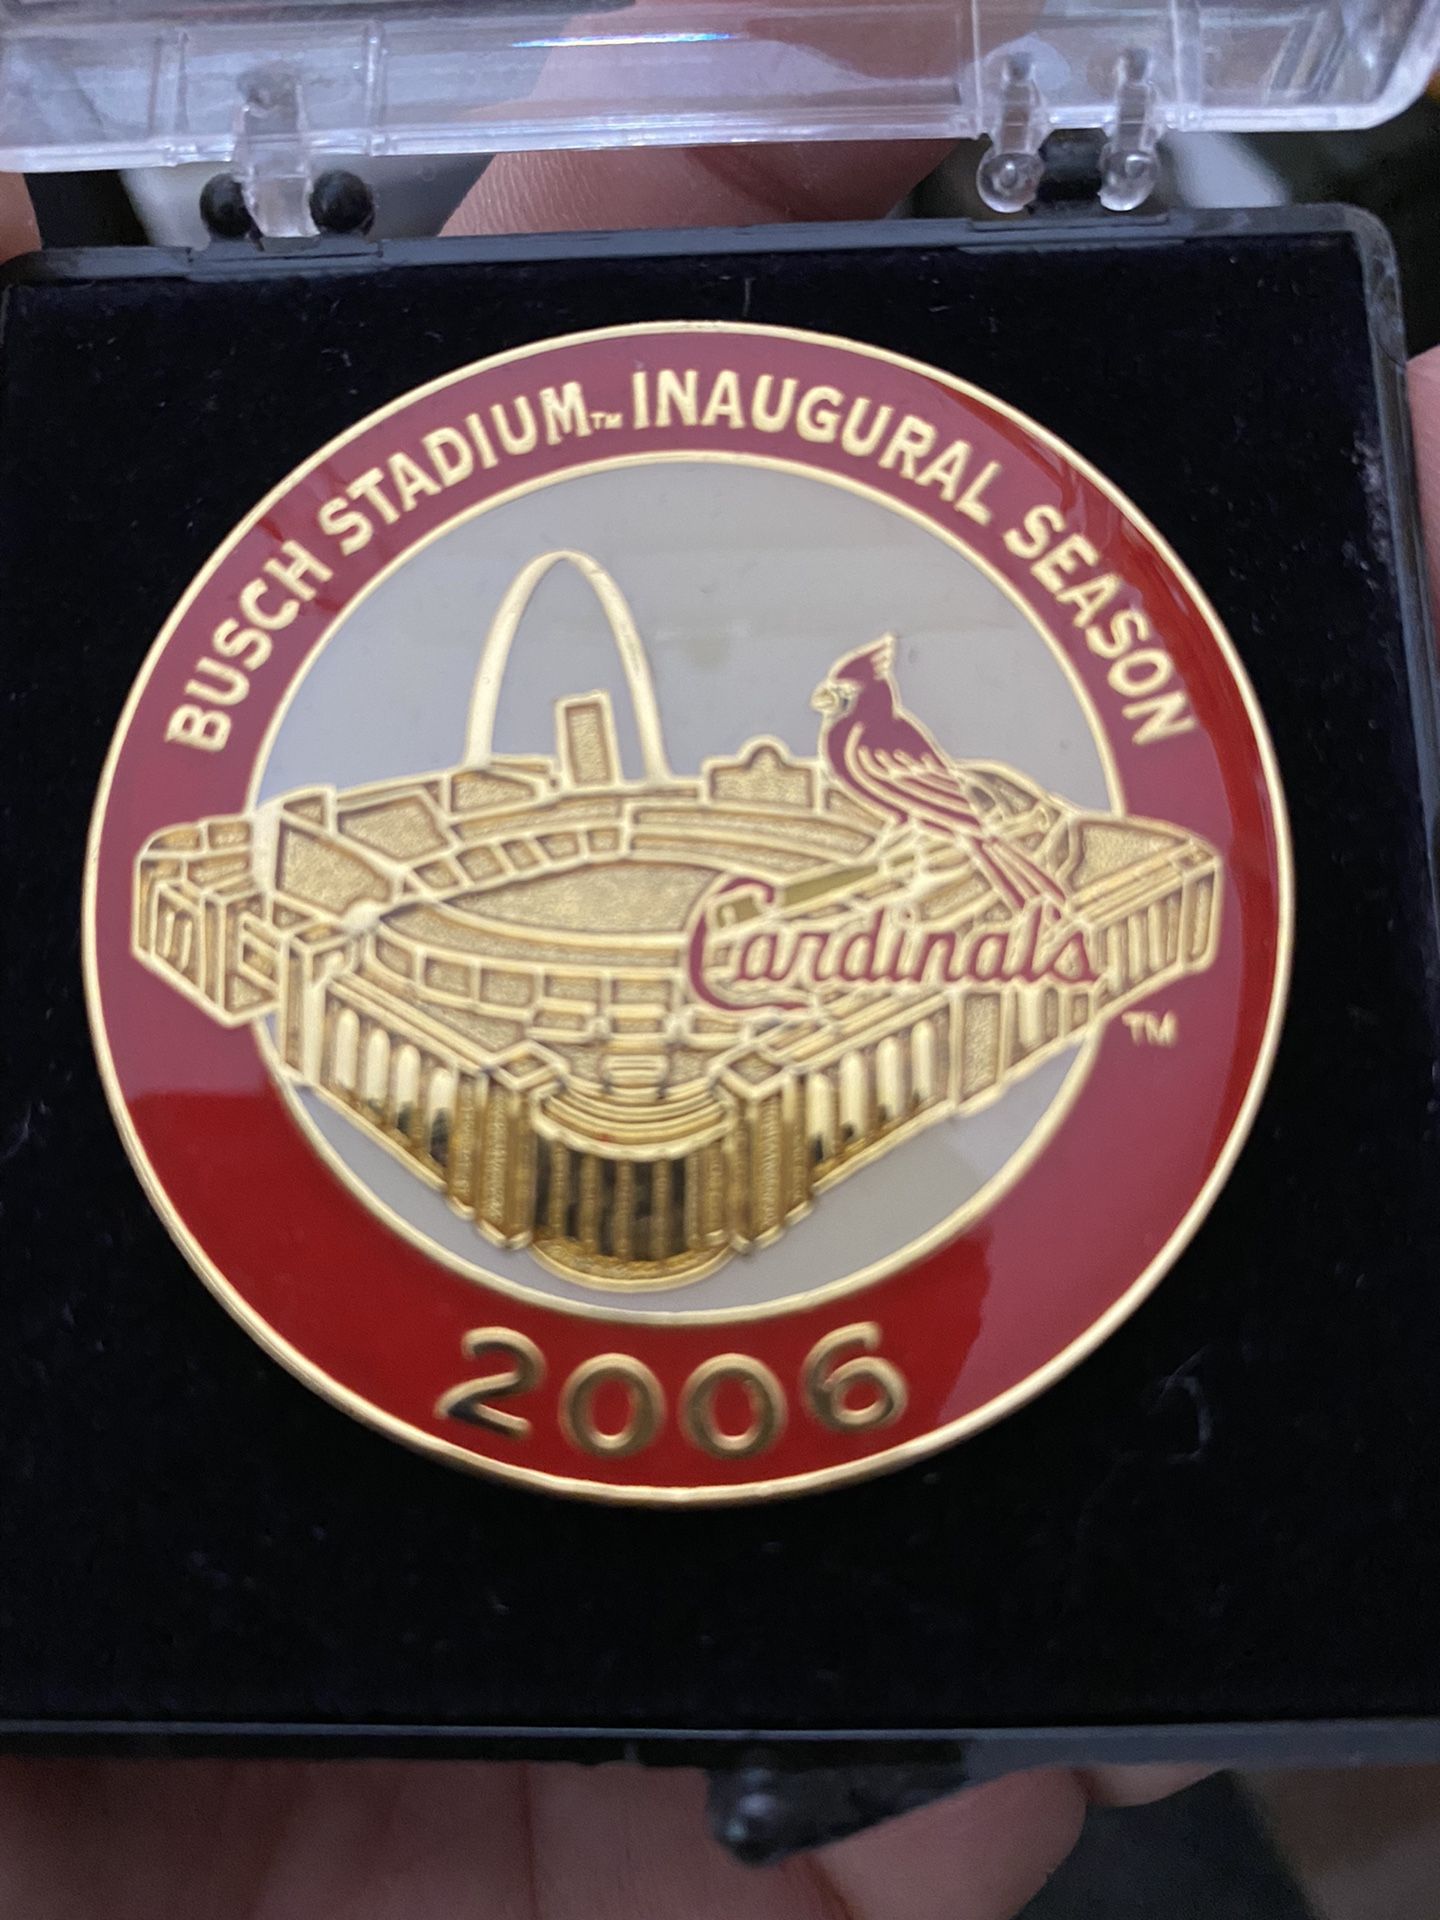 BUSCH STADIUM™ INAUGURAL SEASON
Cardinals
TM
2006